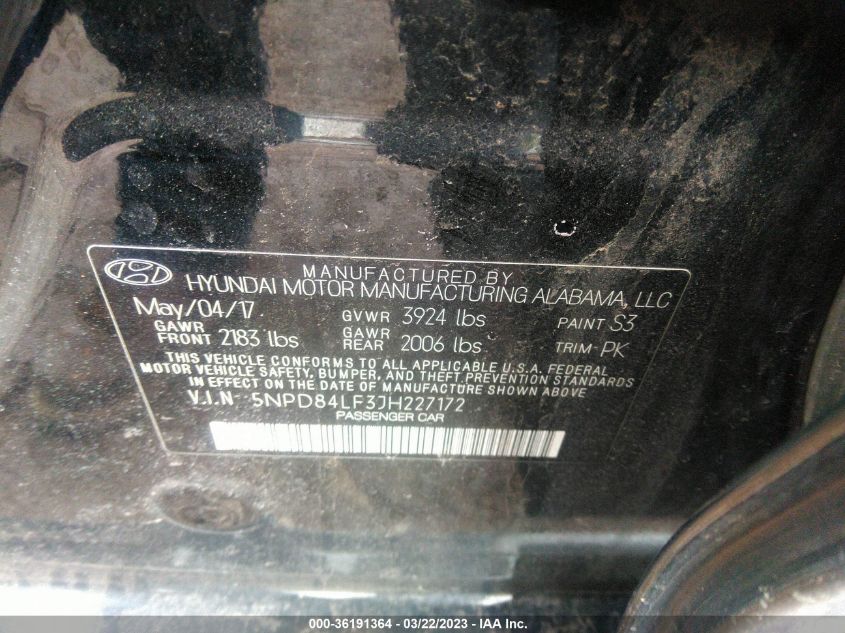 MANUFACTURED BY
HYUNDAI MOTOR MANUFACTURING ALABAMA, LLC
May/04/17 GVWR 3924 lbs PAINT S3
GAWR FRONT 2183 lbs GAWR REAR 2006 lbs TRIM-PK
THIS VEHICLE CONFORMS TO ALL APPLICABLE U.S.A. FEDERAL
MOTOR VEHICLE SAFETY, BUMPER, AND THEFT PREVENTION STANDARDS
IN EFFECT ON THE DATE OF MANUFACTURE SHOWN ABOVE
V.I.N 5NPD84LF3JH227172
PASSENGER CAR
000-36191364 - 03/22/2023 - IAA Inc.